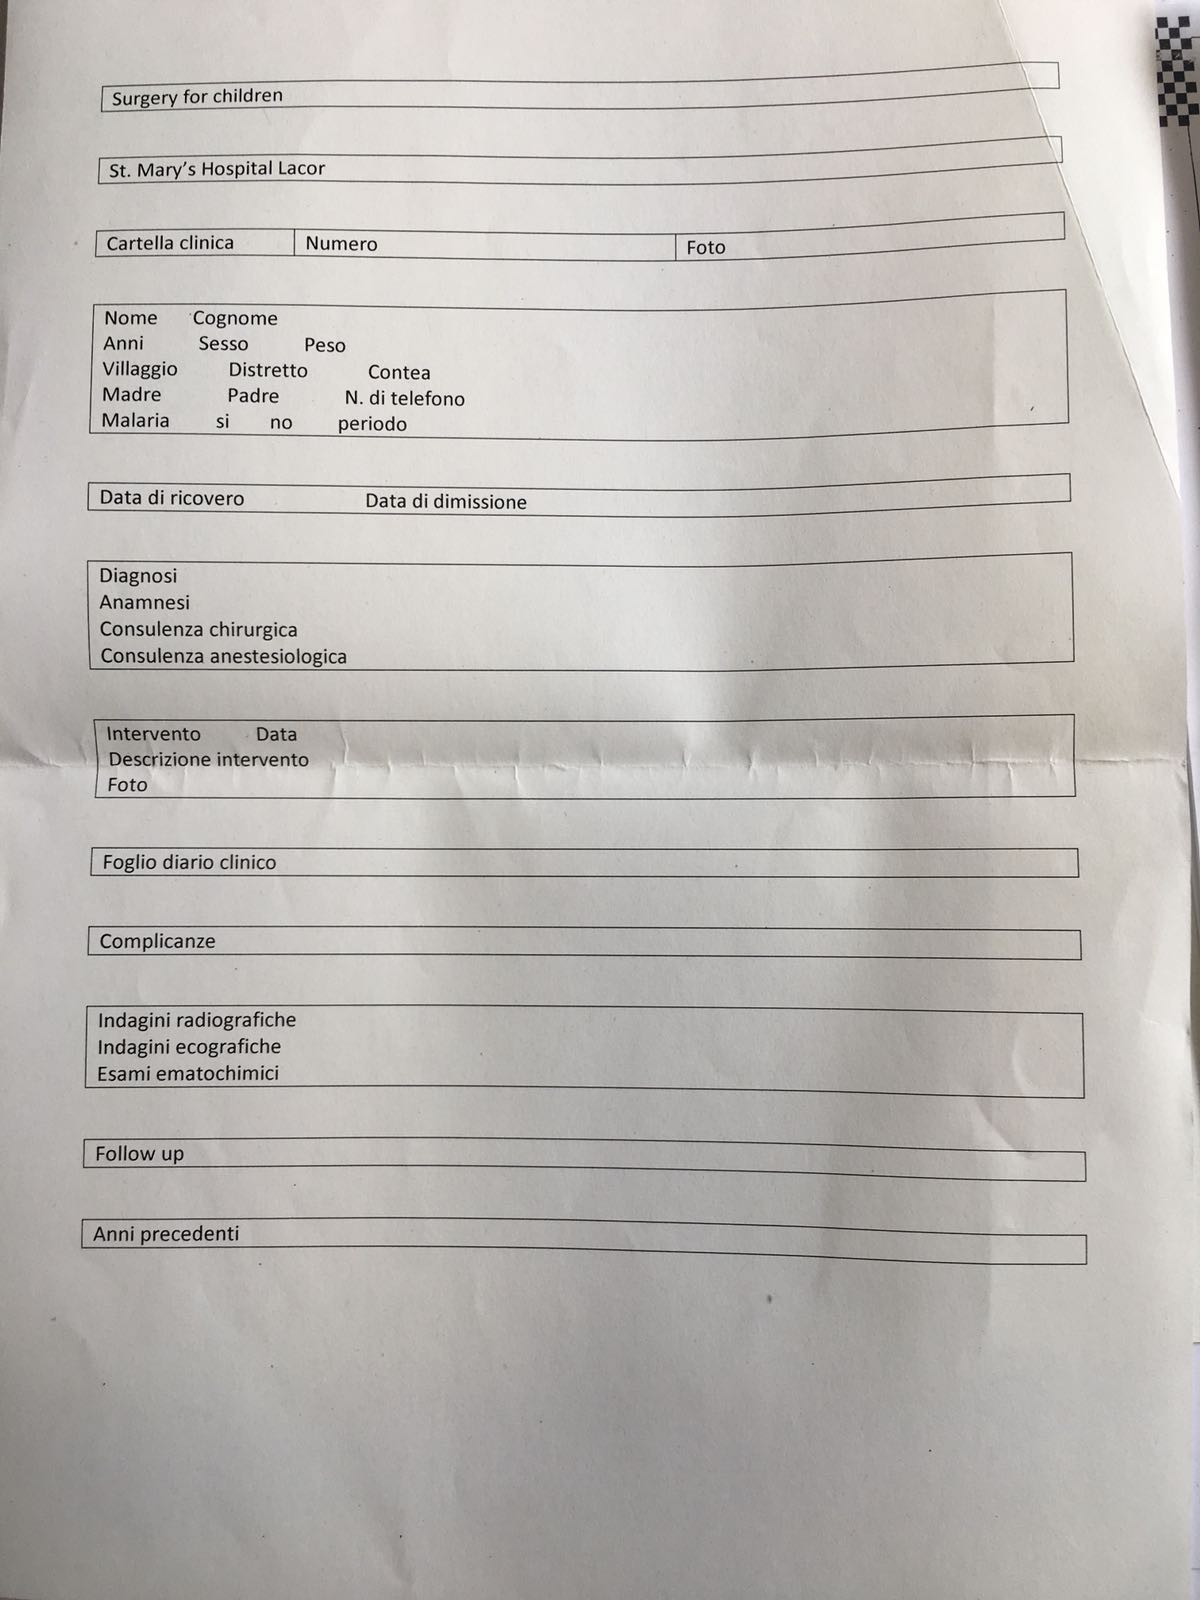 Surgery for children
St. Mary's Hospital Lacor
Cartella clinica Numero Foto
Nome Cognome
Anni Sesso Peso
Villaggio Distretto Contea
Madre Padre N. di telefono
Malaria si no periodo
Data di ricovero Data di dimissione
Diagnosi
Anamnesi
Consulenza chirurgica
Consulenza anestesiologica
Intervento Data
Descrizione intervento
Foto
Foglio diario clinico
Complicanze
Indagini radiografiche
Indagini ecografiche
Esami ematochimici
Follow up
Anni precedenti